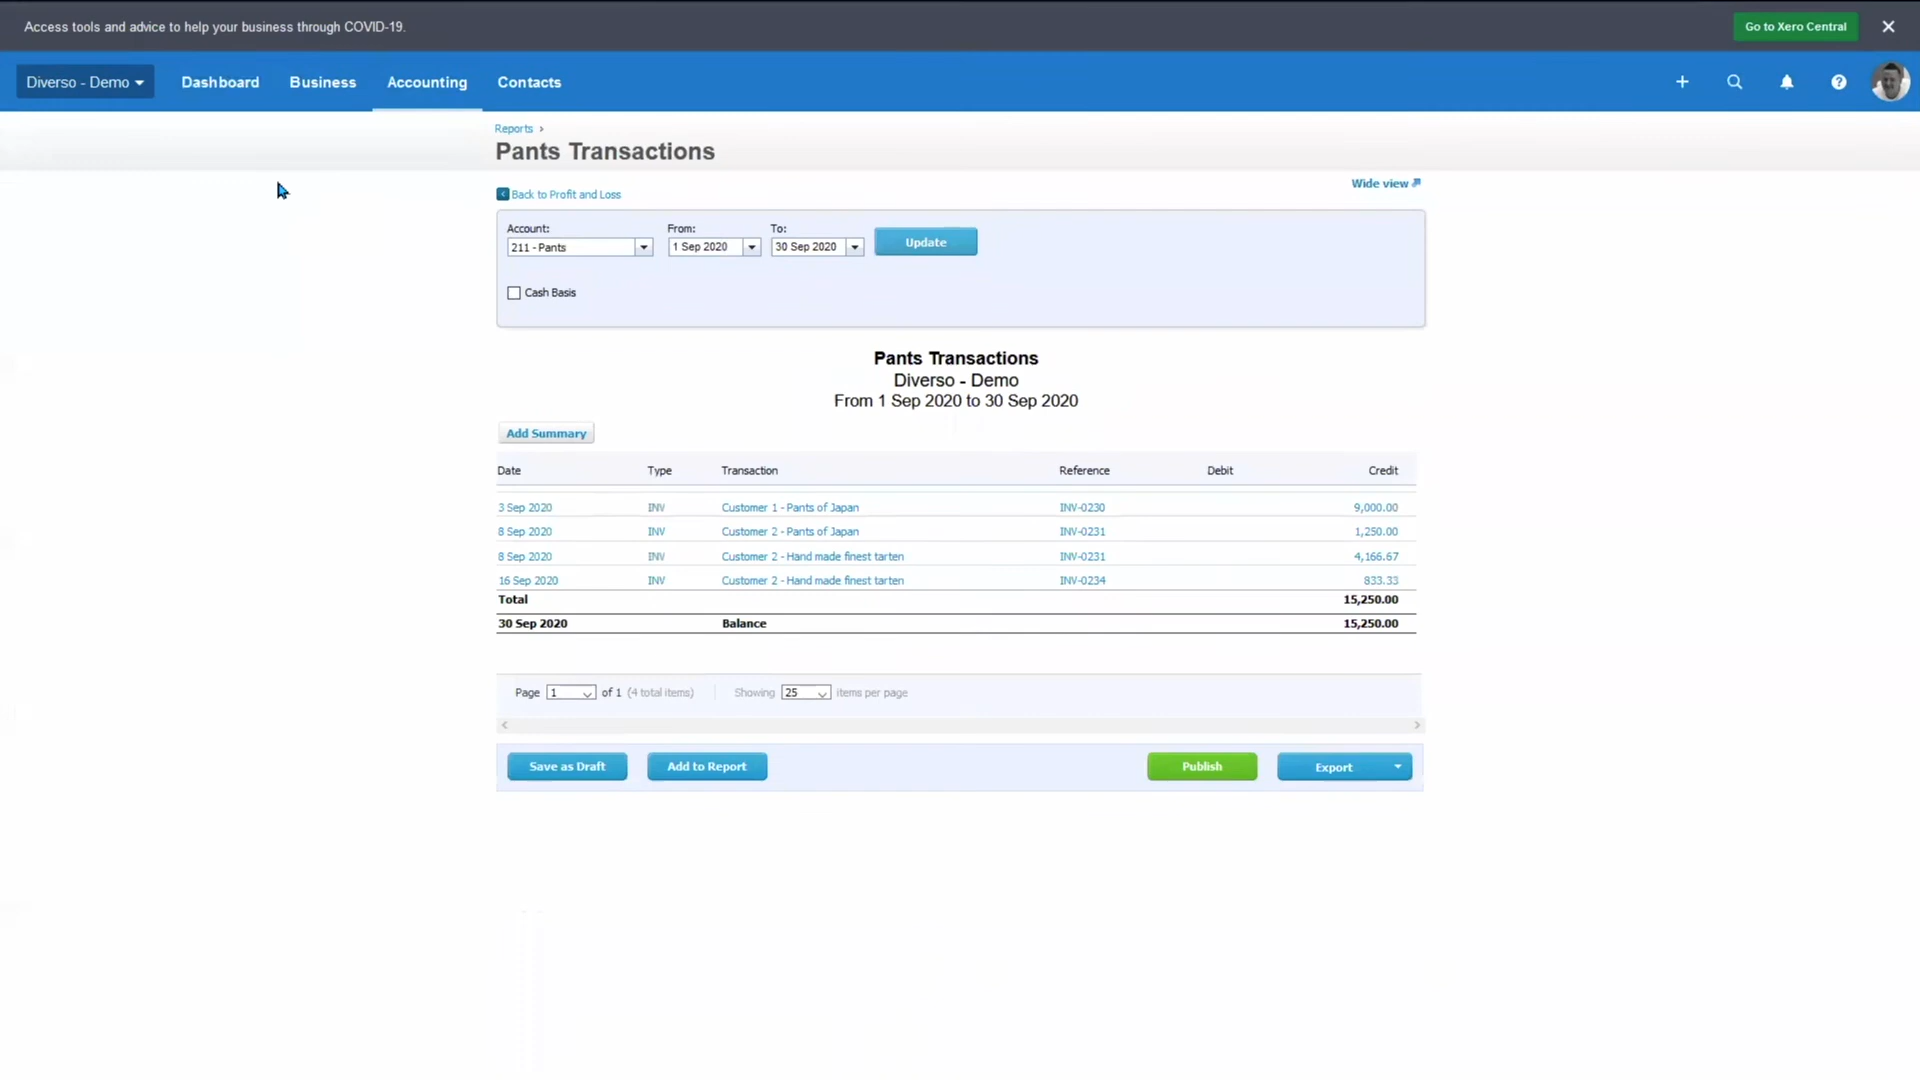 Access tools and advice to help your business through COVID-19.
Go to Xero Central
Diverso - Demo
Dashboard
Business
Accounting
Contacts
Reports ›
Pants Transactions
Back to Profit and Loss
Wide view
Account:
From:
To:
211 - Pants
1 Sep 2020
30 Sep 2020
Update
Cash Basis
Pants Transactions
Diverso - Demo
From 1 Sep 2020 to 30 Sep 2020
Add Summary
Date Type Transaction Reference Debit Credit
3 Sep 2020 INV Customer 1 - Pants of Japan INV-0230 9,000.00
8 Sep 2020 INV Customer 2 - Pants of Japan INV-0231 1,250.00
8 Sep 2020 INV Customer 2 - Hand made finest tarten INV-0231 4,166.67
16 Sep 2020 INV Customer 2 - Hand made finest tarten INV-0234 833.33
Total 15,250.00
30 Sep 2020 Balance 15,250.00
Page 1 of 1 (4 total items) Showing 25 items per page
Save as Draft
Add to Report
Publish
Export